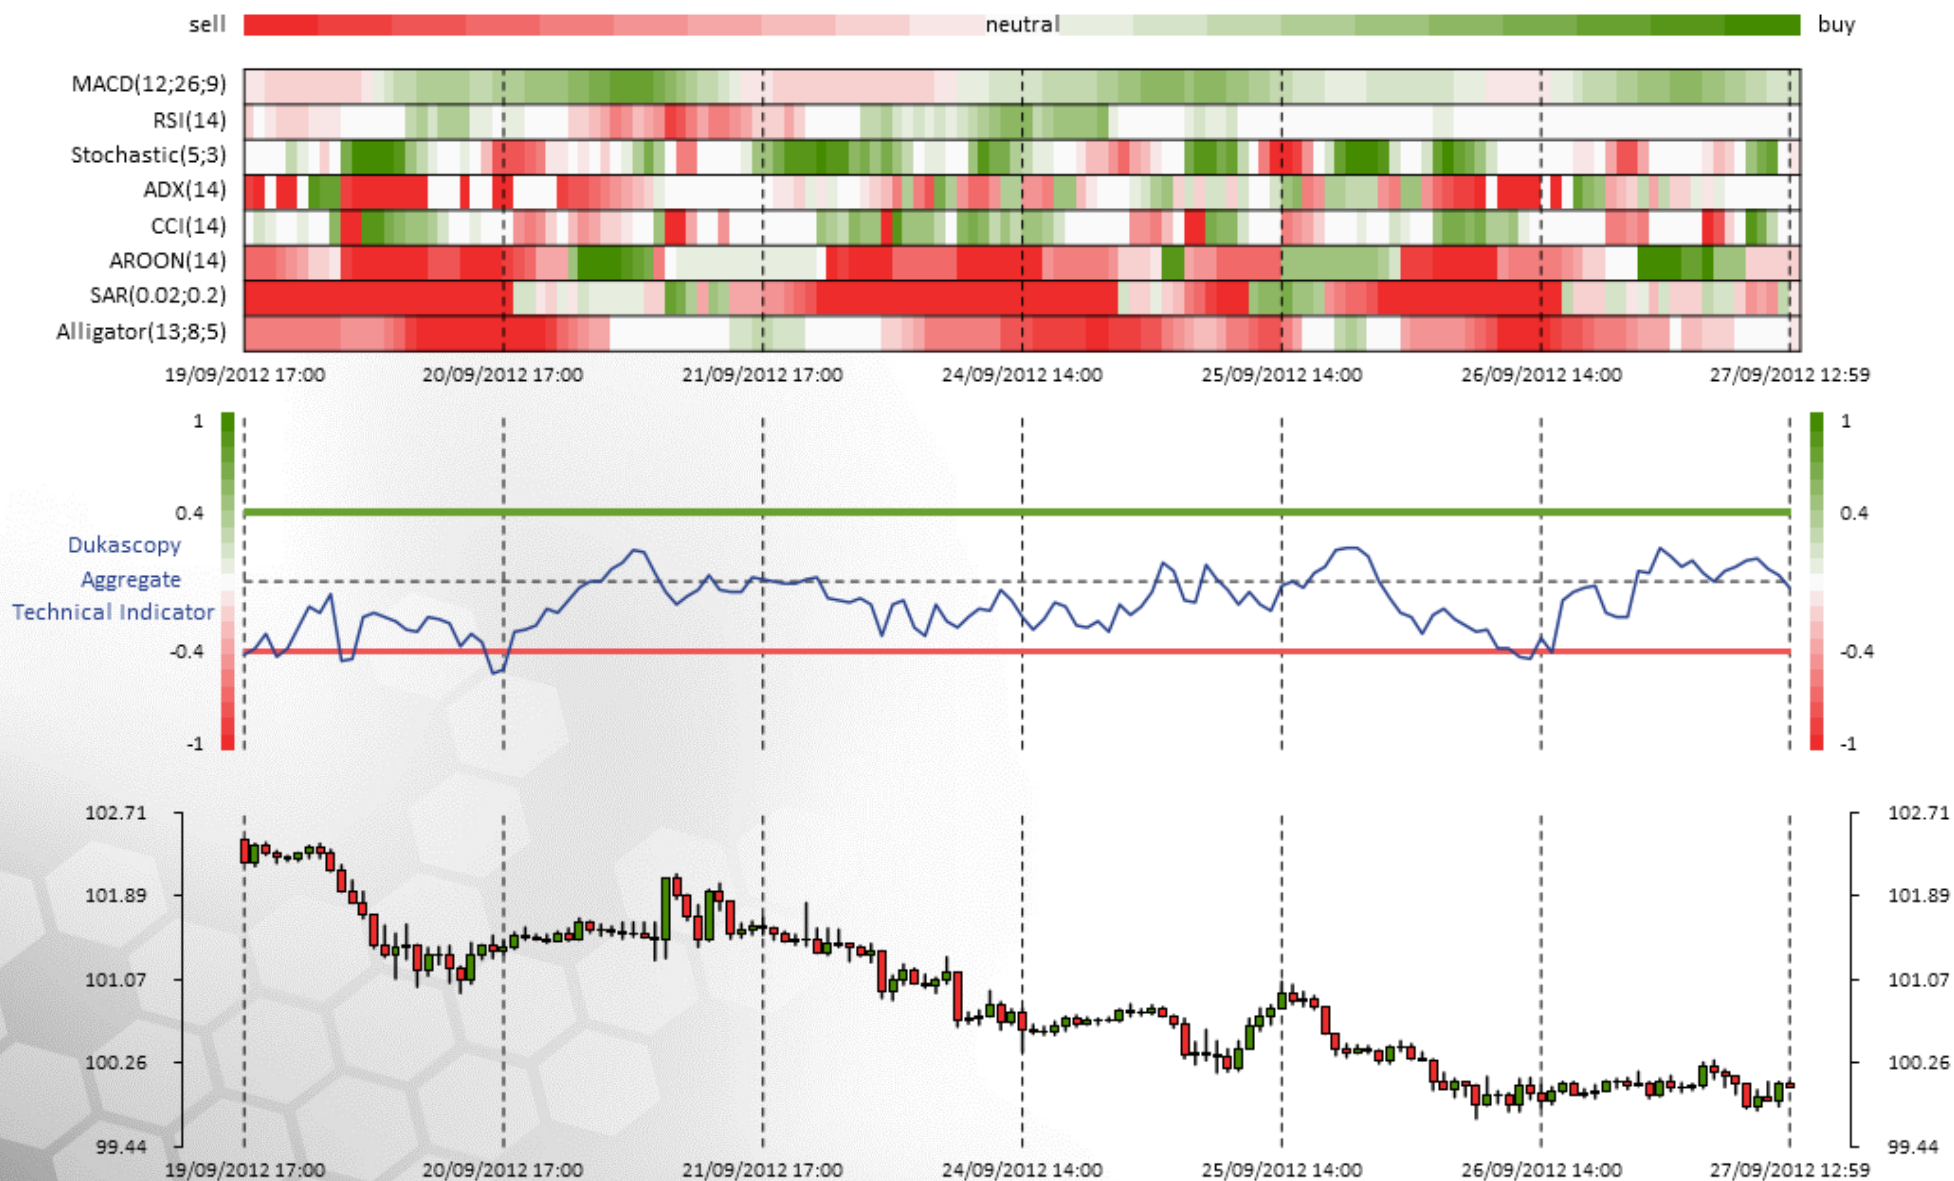 sell neutral buy
MACD(12;26;9)
RSI(14)
Stochastic(5;3)
ADX(14)
CCI(14)
AROON(14)
SAR(0.02;0.2)
Alligator(13;8;5)
19/09/2012 17:00 20/09/2012 17:00 21/09/2012 17:00 24/09/2012 14:00 25/09/2012 14:00 26/09/2012 14:00 27/09/2012 12:59
1 1
0.4 0.4
Dukascopy
Aggregate
Technical Indicator
-0.4 -0.4
-1 -1
102.71 102.71
101.89 101.89
101.07 101.07
100.26 100.26
99.44 99.44
19/09/2012 17:00 20/09/2012 17:00 21/09/2012 17:00 24/09/2012 14:00 25/09/2012 14:00 26/09/2012 14:00 27/09/2012 12:59